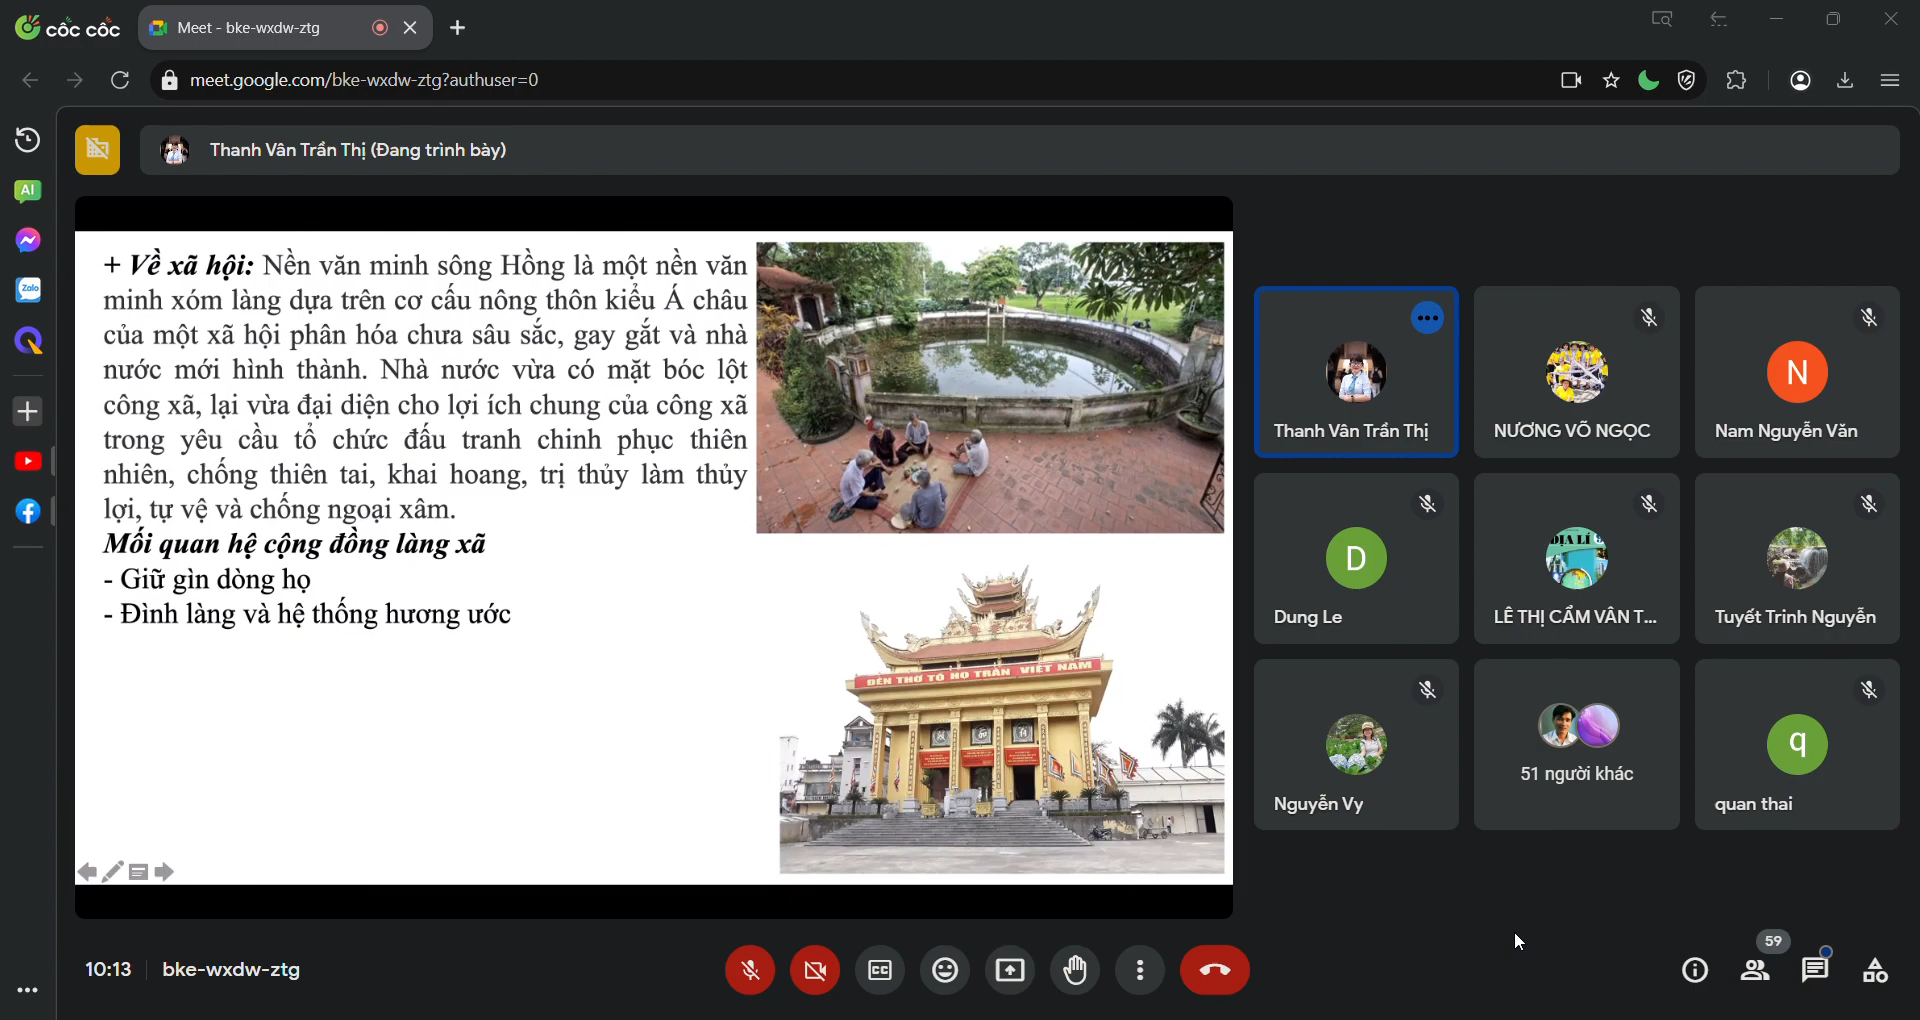 cốc cốc
Meet - bke-wxdw-ztg
meet.google.com/bke-wxdw-ztg?authuser=0
AI
Zalo
Thanh Vân Trần Thị (Đang trình bày)
+ Về xã hội: Nền văn minh sông Hồng là một nền văn
minh xóm làng dựa trên cơ cấu nông thôn kiểu Á châu
của một xã hội phân hóa chưa sâu sắc, gay gắt và nhà
nước mới hình thành. Nhà nước vừa có mặt bóc lột
công xã, lại vừa đại diện cho lợi ích chung của công xã
trong yêu cầu tổ chức đấu tranh chinh phục thiên
nhiên, chống thiên tai, khai hoang, trị thủy làm thủy
lợi, tự vệ và chống ngoại xâm.
Mối quan hệ cộng đồng làng xã
- Giữ gìn dòng họ
- Đình làng và hệ thống hương ước
ĐỀN THỜ TỔ HỌ TRẦN VIỆT NAM
Thanh Vân Trần Thị
NƯƠNG VÕ NGỌC
N
Nam Nguyễn Văn
D
Dung Le
ĐỊA LÍ
LÊ THỊ CẨM VÂN T...
Tuyết Trinh Nguyễn
Nguyễn Vy
51 người khác
q
quan thai
10:13
bke-wxdw-ztg
CC
59